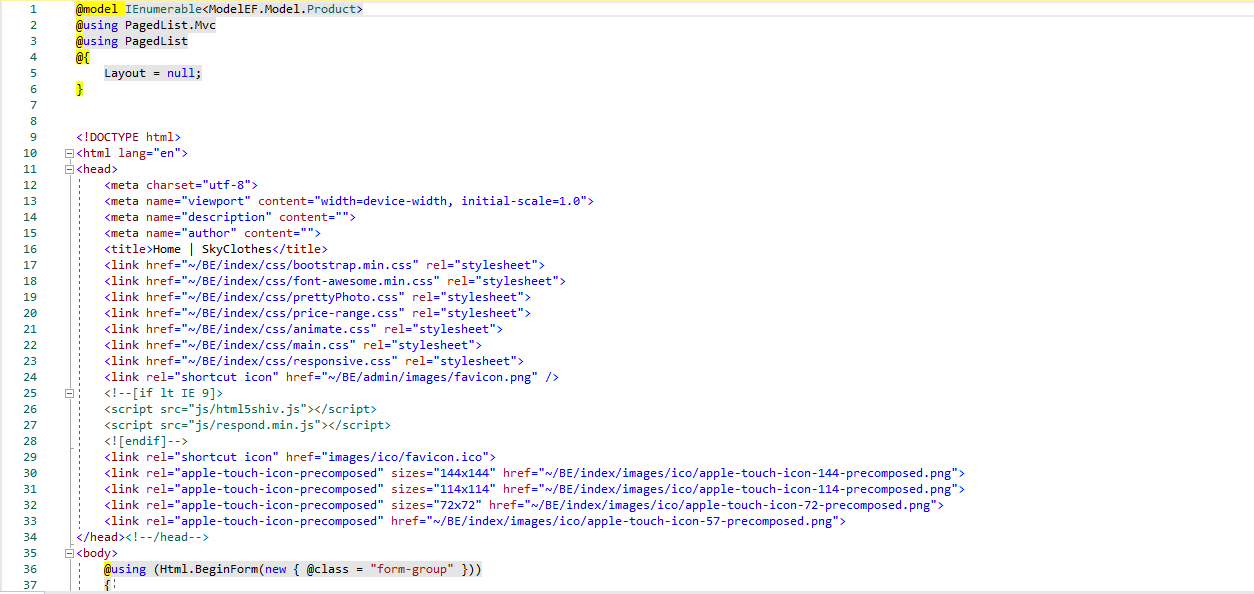 1 @model IEnumerable<ModelEF.Model.Product>
2 @using PagedList.Mvc
3 @using PagedList
4 @{
5 Layout = null;
6 }
7
8
9 <!DOCTYPE html>
10 <html lang="en">
11 <head>
12 <meta charset="utf-8">
13 <meta name="viewport" content="width=device-width, initial-scale=1.0">
14 <meta name="description" content="">
15 <meta name="author" content="">
16 <title>Home | SkyClothes</title>
17 <link href="~/BE/index/css/bootstrap.min.css" rel="stylesheet">
18 <link href="~/BE/index/css/font-awesome.min.css" rel="stylesheet">
19 <link href="~/BE/index/css/prettyPhoto.css" rel="stylesheet">
20 <link href="~/BE/index/css/price-range.css" rel="stylesheet">
21 <link href="~/BE/index/css/animate.css" rel="stylesheet">
22 <link href="~/BE/index/css/main.css" rel="stylesheet">
23 <link href="~/BE/index/css/responsive.css" rel="stylesheet">
24 <link rel="shortcut icon" href="~/BE/admin/images/favicon.png" />
25 <!--[if lt IE 9]>
26 <script src="js/html5shiv.js"></script>
27 <script src="js/respond.min.js"></script>
28 <![endif]-->
29 <link rel="shortcut icon" href="images/ico/favicon.ico">
30 <link rel="apple-touch-icon-precomposed" sizes="144x144" href="~/BE/index/images/ico/apple-touch-icon-144-precomposed.png">
31 <link rel="apple-touch-icon-precomposed" sizes="114x114" href="~/BE/index/images/ico/apple-touch-icon-114-precomposed.png">
32 <link rel="apple-touch-icon-precomposed" sizes="72x72" href="~/BE/index/images/ico/apple-touch-icon-72-precomposed.png">
33 <link rel="apple-touch-icon-precomposed" href="~/BE/index/images/ico/apple-touch-icon-57-precomposed.png">
34 </head><!--/head-->
35 <body>
36 @using (Html.BeginForm(new { @class = "form-group" }))
37 {